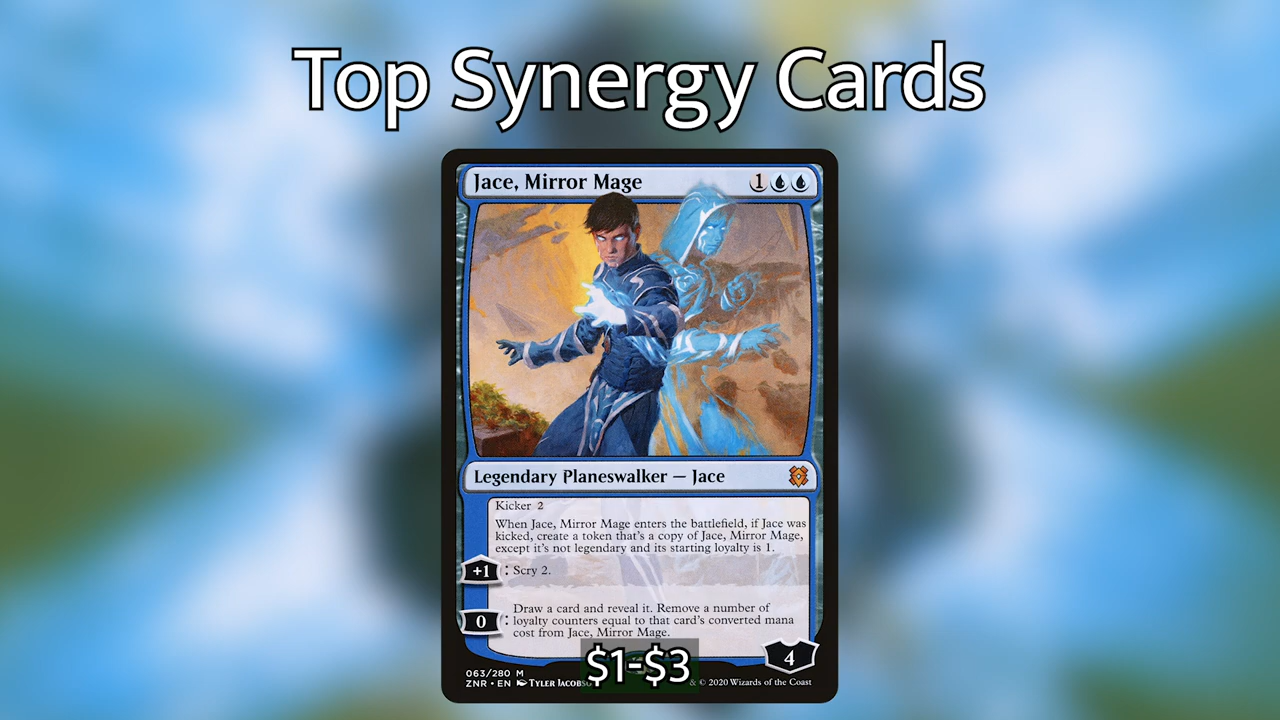 Top Synergy Cards
Jace, Mirror Mage 1
Legendary Planeswalker — Jace
Kicker 2
When Jace, Mirror Mage enters the battlefield, if Jace was
kicked, create a token that's a copy of Jace, Mirror Mage,
except it's not legendary and its starting loyalty is 1.
+1 : Scry 2.
0 : Draw a card and reveal it. Remove a number of
loyalty counters equal to that card's converted mana
cost from Jace, Mirror Mage.
4
$1-$3
063/280 M
ZNR • EN Tyler Jacobs
& © 2020 Wizards of the Coast